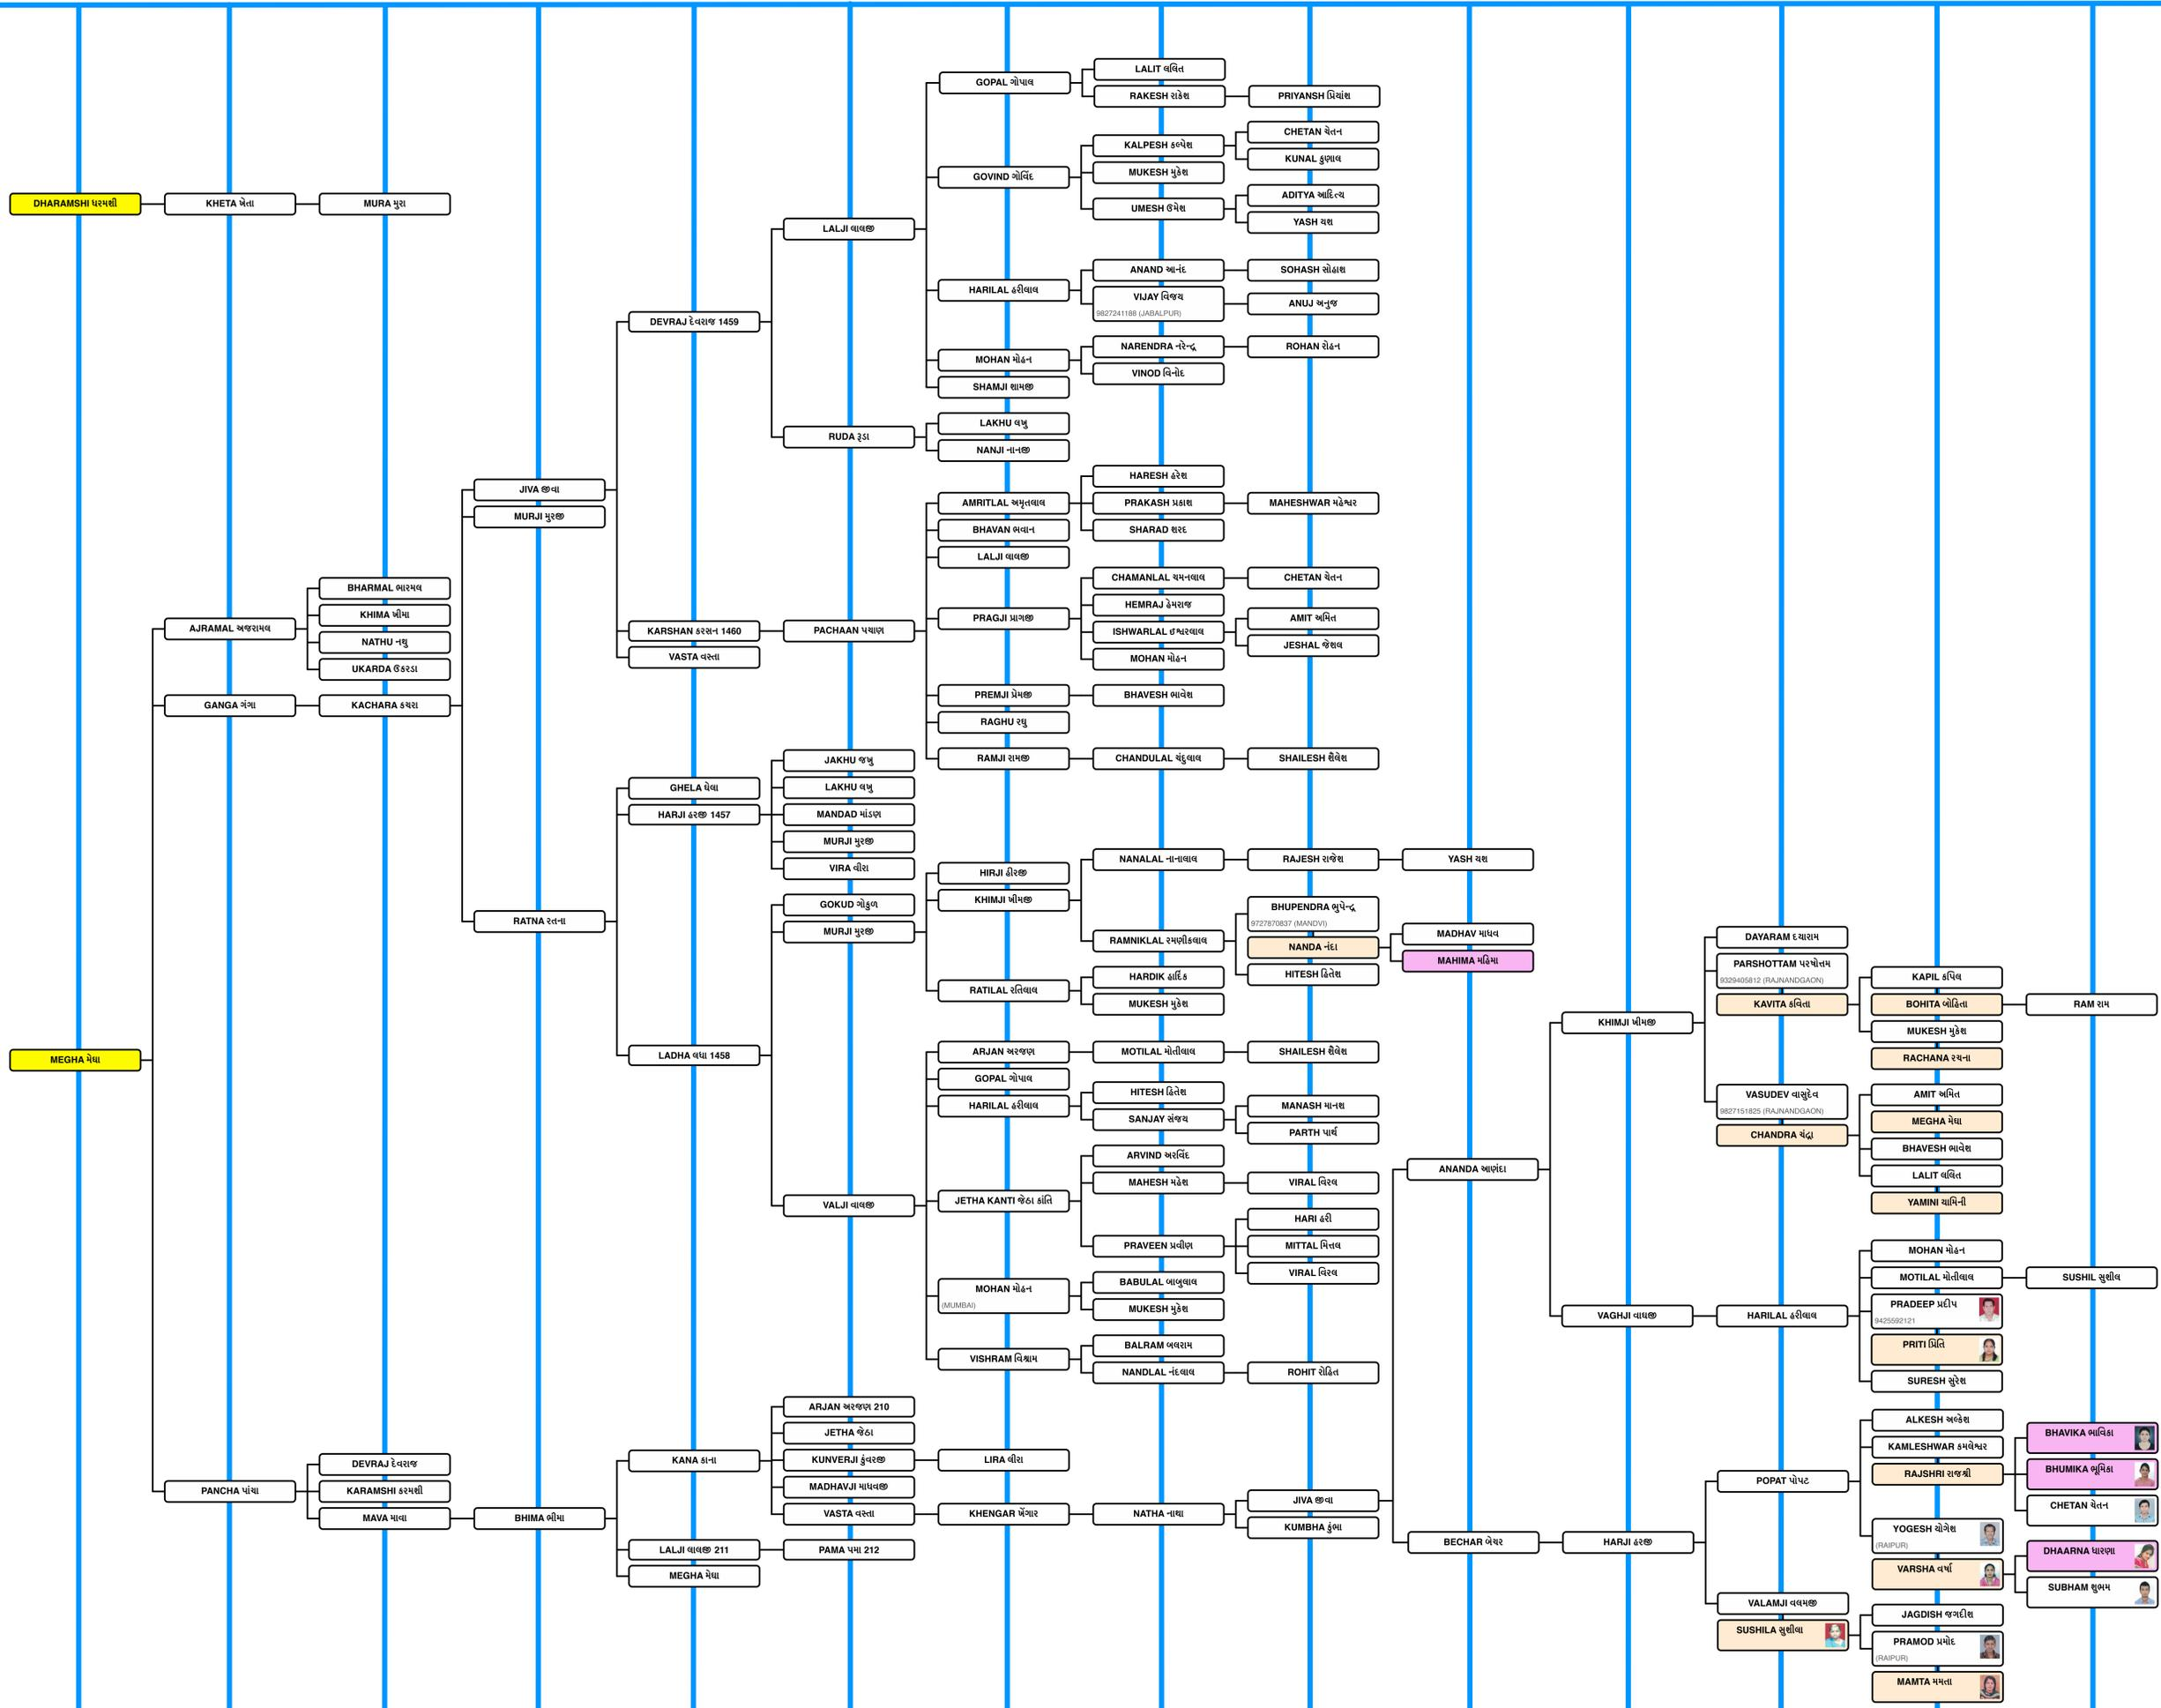 DHARAMSHI ધરમશી
KHETA ખેતા
MURA મુરા
MEGHA મેઘા
AJRAMAL અજરામલ
BHARMAL ભારમલ
KHIMA ખીમા
NATHU નથુ
UKARDA ઉકરડા
GANGA ગંગા
KACHARA કચરા
JIVA જીવા
DEVRAJ દેવરાજ 1459
LALJI લાલજી
GOPAL ગોપાલ
LALIT લલિત
RAKESH રાકેશ
PRIYANSH પ્રિયાંશ
GOVIND ગોવિંદ
KALPESH કલ્પેશ
CHETAN ચેતન
KUNAL કુણાલ
MUKESH મુકેશ
UMESH ઉમેશ
ADITYA આદિત્ય
YASH યશ
HARILAL હરીલાલ
ANAND આનંદ
SOHASH સોહાશ
VIJAY વિજય
9827241188 (JABALPUR)
ANUJ અનુજ
MOHAN મોહન
NARENDRA નરેન્દ્ર
ROHAN રોહન
VINOD વિનોદ
SHAMJI શામજી
RUDA રૂડા
LAKHU લખુ
NANJI નાનજી
KARSHAN કરસન 1460
PACHAAN પચાણ
AMRITLAL અમૃતલાલ
HARESH હરેશ
PRAKASH પ્રકાશ
MAHESHWAR મહેશ્વર
SHARAD શરદ
BHAVAN ભવાન
LALJI લાલજી
PRAGJI પ્રાગજી
CHAMANLAL ચમનલાલ
CHETAN ચેતન
HEMRAJ હેમરાજ
ISHWARLAL ઈશ્વરલાલ
AMIT અમિત
JESHAL જેશલ
MOHAN મોહન
PREMJI પ્રેમજી
BHAVESH ભાવેશ
RAGHU રઘુ
RAMJI રામજી
CHANDULAL ચંદુલાલ
SHAILESH શૈલેશ
VASTA વસ્તા
MURJI મુરજી
RATNA રતના
GHELA ઘેલા
HARJI હરજી 1457
JAKHU જખુ
LAKHU લખુ
MANDAD માંડણ
MURJI મુરજી
VIRA વીરા
LADHA લધા 1458
GOKUD ગોકુળ
MURJI મુરજી
HIRJI હીરજી
KHIMJI ખીમજી
NANALAL નાનાલાલ
RAJESH રાજેશ
YASH યશ
RAMNIKLAL રમણીકલાલ
BHUPENDRA ભુપેન્દ્ર
9727870837 (MANDVI)
NANDA નંદા
MADHAV માધવ
MAHIMA મહિમા
HITESH હિતેશ
RATILAL રતિલાલ
HARDIK હાર્દિક
MUKESH મુકેશ
VALJI વાલજી
ARJAN અરજણ
MOTILAL મોતીલાલ
SHAILESH શૈલેશ
GOPAL ગોપાલ
HARILAL હરીલાલ
HITESH હિતેશ
SANJAY સંજય
MANASH માનશ
PARTH પાર્થ
JETHA KANTI જેઠા કાંતિ
ARVIND અરવિંદ
MAHESH મહેશ
VIRAL વિરલ
PRAVEEN પ્રવીણ
HARI હરી
MITTAL મિત્તલ
VIRAL વિરલ
MOHAN મોહન
(MUMBAI)
BABULAL બાબુલાલ
MUKESH મુકેશ
VISHRAM વિશ્રામ
BALRAM બલરામ
NANDLAL નંદલાલ
ROHIT રોહિત
PANCHA પાંચા
DEVRAJ દેવરાજ
KARAMSHI કરમશી
MAVA માવા
BHIMA ભીમા
KANA કાના
ARJAN અરજણ 210
JETHA જેઠા
KUNVERJI કુંવરજી
LIRA લીરા
MADHAVJI માધવજી
VASTA વસ્તા
KHENGAR ખેંગાર
NATHA નાથા
JIVA જીવા
ANANDA આણંદા
KHIMJI ખીમજી
DAYARAM દયારામ
PARSHOTTAM પરષોત્તમ
9329405812 (RAJNANDGAON)
KAVITA કવિતા
KAPIL કપિલ
BOHITA બોહિતા
RAM રામ
MUKESH મુકેશ
RACHANA રચના
VASUDEV વાસુદેવ
9827151825 (RAJNANDGAON)
CHANDRA ચંદ્રા
AMIT અમિત
MEGHA મેઘા
BHAVESH ભાવેશ
LALIT લલિત
YAMINI યામિની
VAGHJI વાઘજી
HARILAL હરીલાલ
MOHAN મોહન
MOTILAL મોતીલાલ
SUSHIL સુશીલ
PRADEEP પ્રદીપ
9425592121
PRITI પ્રિતિ
SURESH સુરેશ
BECHAR બેચર
HARJI હરજી
POPAT પોપટ
ALKESH અલ્કેશ
KAMLESHWAR કમલેશ્વર
RAJSHRI રાજશ્રી
BHAVIKA ભાવિકા
BHUMIKA ભૂમિકા
CHETAN ચેતન
YOGESH યોગેશ
(RAIPUR)
VARSHA વર્ષા
DHAARNA ધારણા
SUBHAM શુભમ
VALAMJI વલમજી
SUSHILA સુશીલા
JAGDISH જગદીશ
PRAMOD પ્રમોદ
(RAIPUR)
MAMTA મમતા
KUMBHA કુંભા
LALJI લાલજી 211
PAMA પમા 212
MEGHA મેઘા